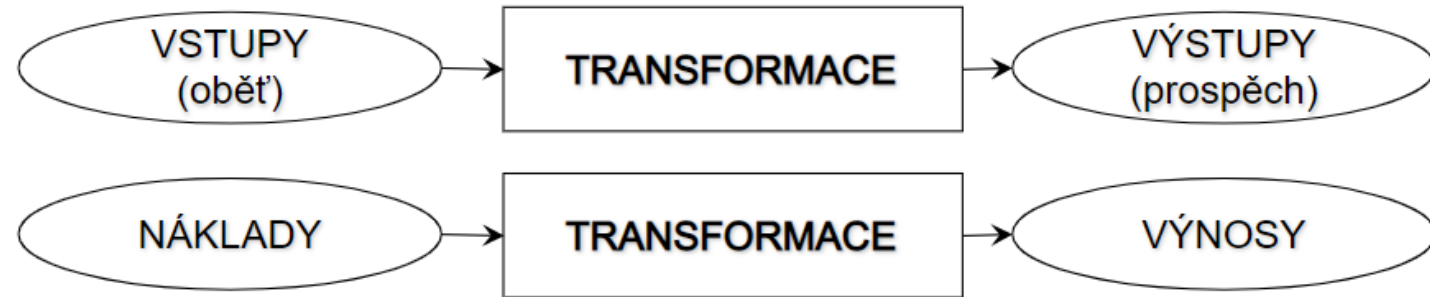 VSTUPY
(oběť)
TRANSFORMACE
VÝSTUPY
(prospěch)
NÁKLADY
TRANSFORMACE
VÝNOSY